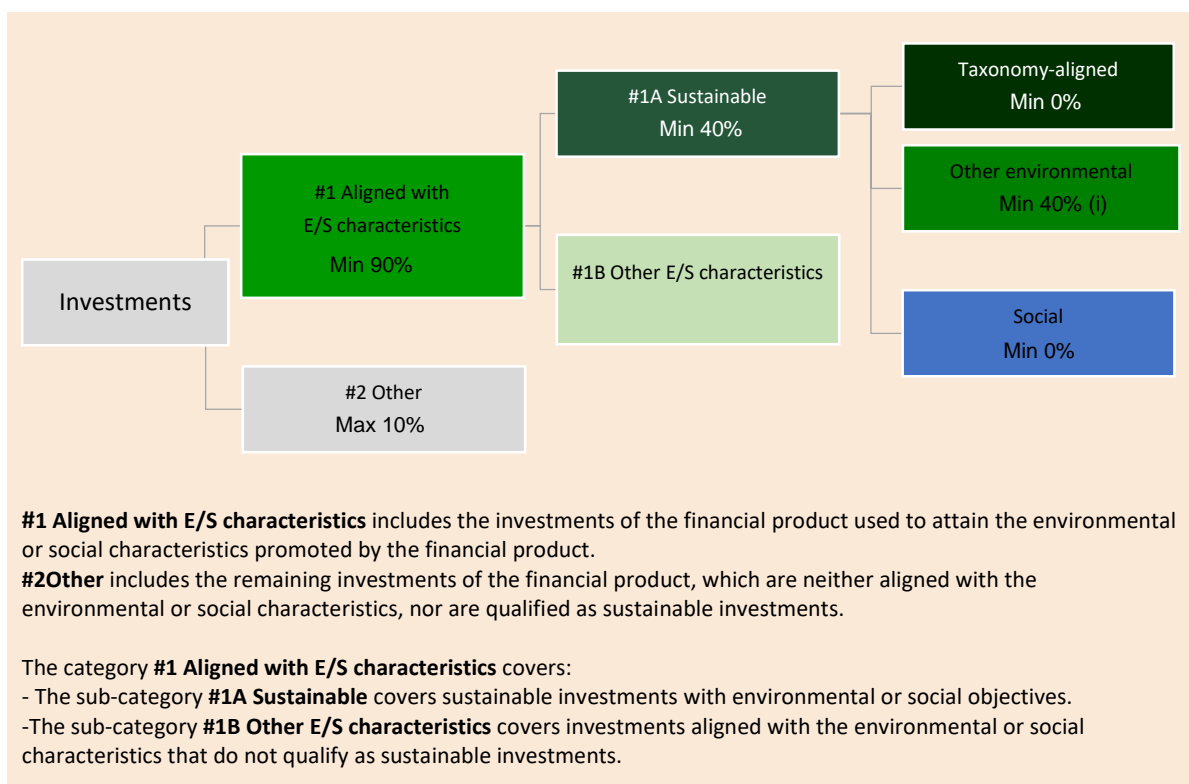 Investments
#1 Aligned with
E/S characteristics
Min 90%
#2 Other
Max 10%
#1A Sustainable
Min 40%
#1B Other E/S characteristics
Taxonomy-aligned
Min 0%
Other environmental
Min 40% (i)
Social
Min 0%
#1 Aligned with E/S characteristics includes the investments of the financial product used to attain the environmental
or social characteristics promoted by the financial product.
#2Other includes the remaining investments of the financial product, which are neither aligned with the
environmental or social characteristics, nor are qualified as sustainable investments.
The category #1 Aligned with E/S characteristics covers:
- The sub-category #1A Sustainable covers sustainable investments with environmental or social objectives.
-The sub-category #1B Other E/S characteristics covers investments aligned with the environmental or social
characteristics that do not qualify as sustainable investments.